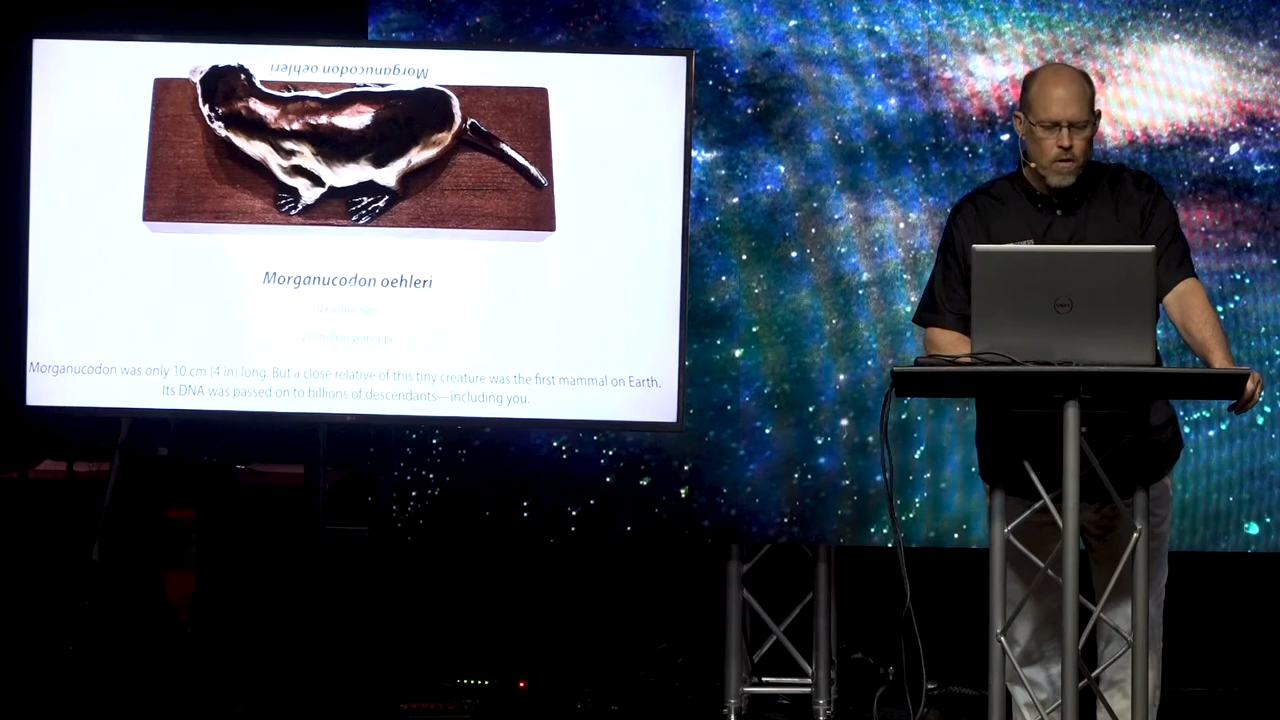 Morganucodon oehleri
Morganucodon oehleri
Morganucodon was only 10 cm (4 in) long. But a close relative of this tiny creature was the first mammal on Earth.
Its DNA was passed on to billions of descendants—including you.
DELL